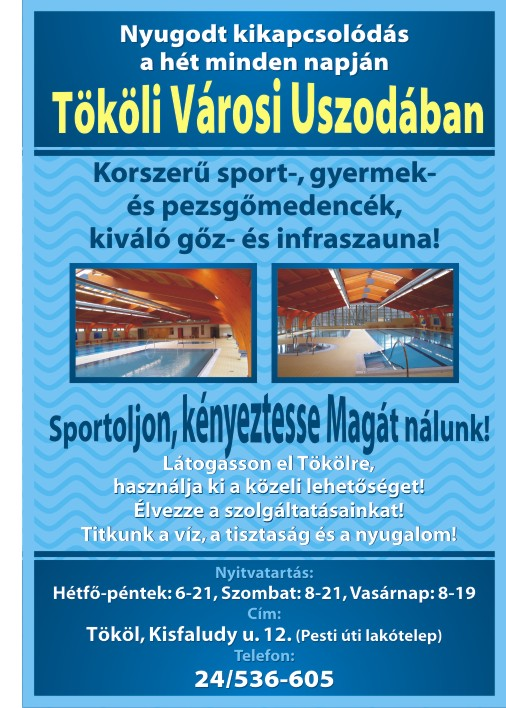 Nyugodt kikapcsolódás
a hét minden napján
Tököli Városi Uszodában
Korszerű sport-, gyermek-
és pezsgőmedencék,
kiváló gőz- és infraszauna!
Sportoljon, kényeztesse Magát nálunk!
Látogasson el Tökölre,
használja ki a közeli lehetőséget!
Élvezze a szolgáltatásainkat!
Titkunk a víz, a tisztaság és a nyugalom!
Nyitvatartás:
Hétfő-péntek: 6-21, Szombat: 8-21, Vasárnap: 8-19
Cím:
Tököl, Kisfaludy u. 12. (Pesti úti lakótelep)
Telefon:
24/536-605